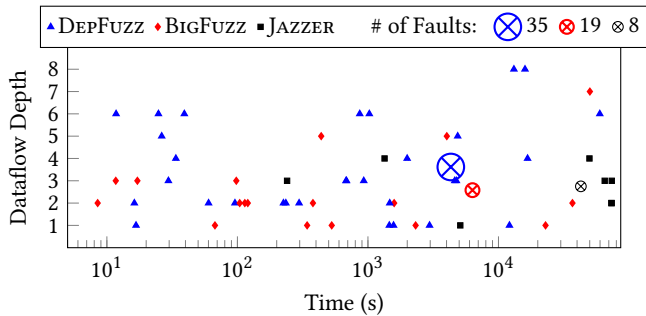 DEPFUZZ BIGFUZZ JAZZER # of Faults: 35 19 8
8
7
6
5
4
3
2
1
Dataflow Depth
10^1 10^2 10^3 10^4
Time (s)